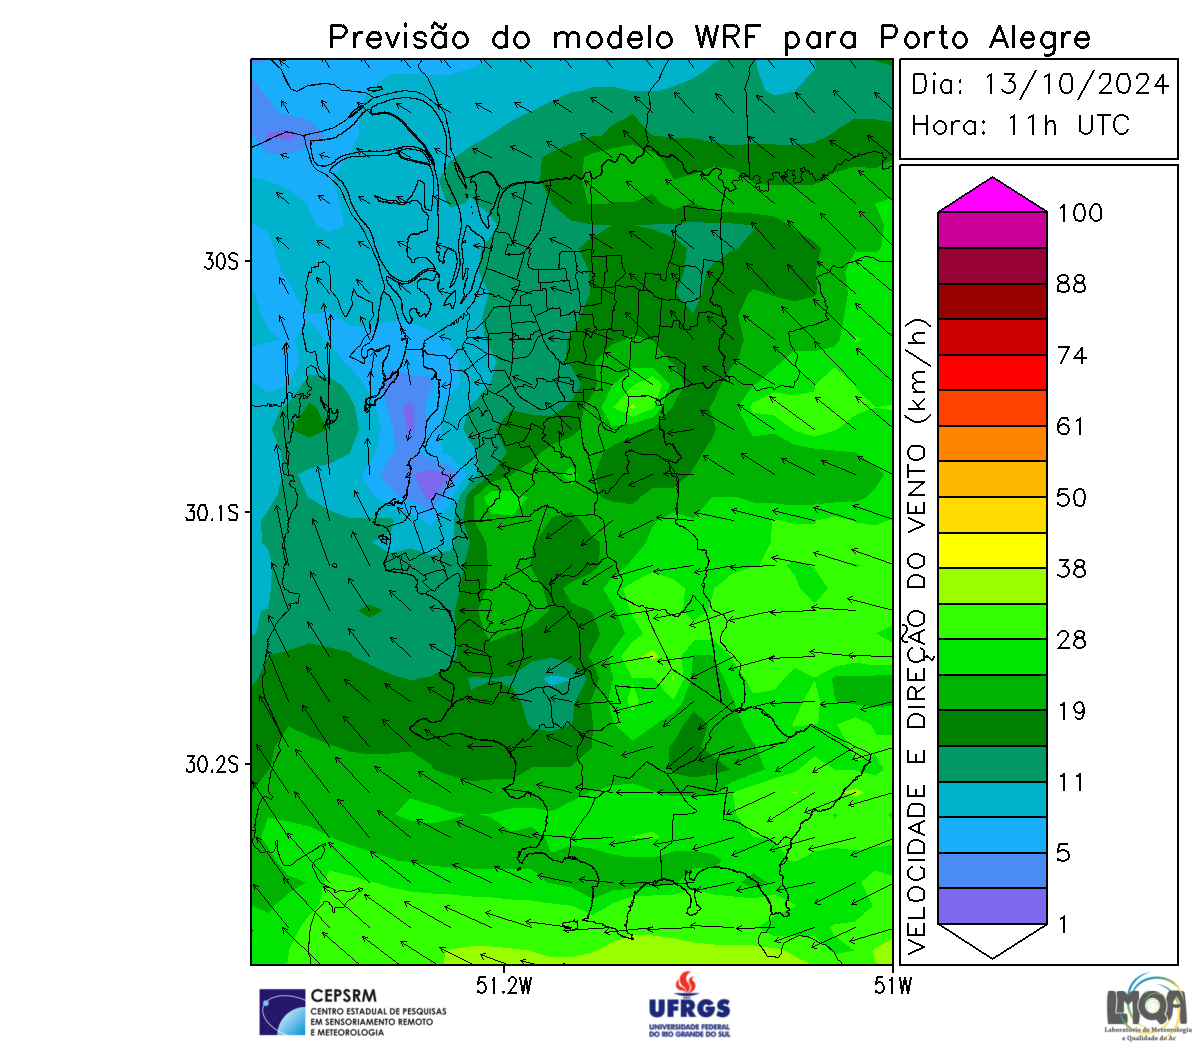 Previsão do modelo WRF para Porto Alegre
Dia: 13/10/2024
Hora: 11h UTC
30S
30.1S
30.2S
51.2W
51W
VELOCIDADE E DIREÇÃO DO VENTO (km/h)
100
88
74
61
50
38
28
19
11
5
1
CEPSRM
CENTRO ESTADUAL DE PESQUISAS
EM SENSORIAMENTO REMOTO
E METEOROLOGIA
UFRGS
UNIVERSIDADE FEDERAL
DO RIO GRANDE DO SUL
LMQA
Laboratório de Meteorologia
e Qualidade do Ar